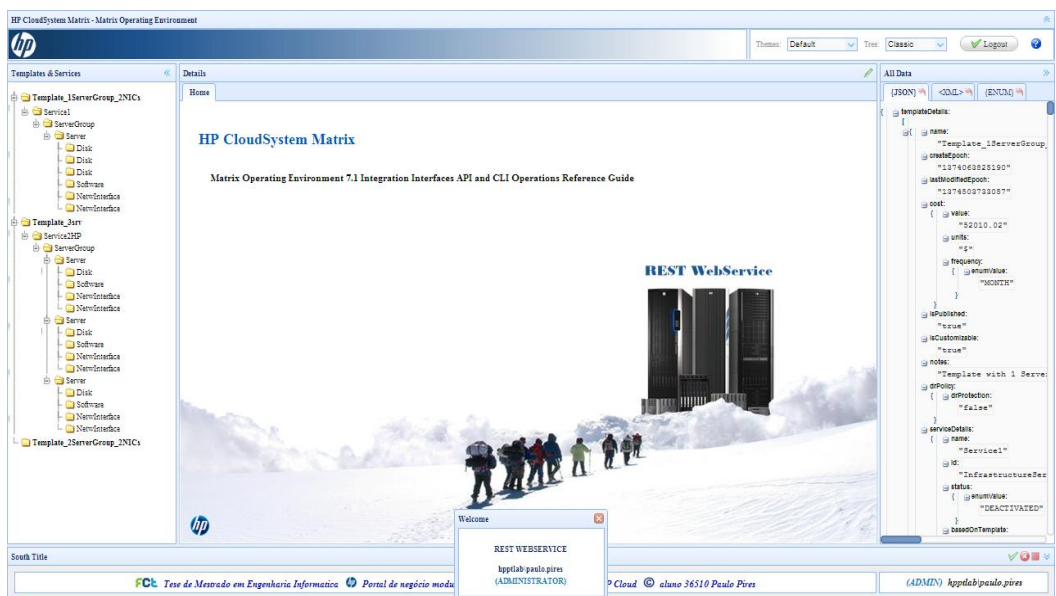 HP CloudSystem Matrix - Matrix Operating Environment
hp
Themes: Default
Tree: Classic
Logout
Templates & Services
Template_1ServerGroup_2NICs
Service1
ServerGroup
Server
Disk
Disk
Disk
Software
NetwInterface
NetwInterface
Template_3srv
Service2HP
ServerGroup
Server
Disk
Software
NetwInterface
NetwInterface
Server
Disk
Software
NetwInterface
NetwInterface
Server
Disk
Software
NetwInterface
NetwInterface
Template_2ServerGroup_2NICs
Details
Home
HP CloudSystem Matrix
Matrix Operating Environment 7.1 Integration Interfaces API and CLI Operations Reference Guide
REST WebService
hp
All Data
{JSON} <XML> {ENUM}
{ templateDetails:
[
{ name:
"Template_1ServerGroup_
createEpoch:
"1374063825190"
lastModifiedEpoch:
"1374503733057"
cost:
{ value:
"52010.02"
units:
"$"
frequency:
{ enumValue:
"MONTH"
}
}
isPublished:
"true"
isCustomizable:
"true"
notes:
"Template with 1 Serve
drPolicy:
{ drProtection:
"false"
}
serviceDetails:
{ name:
"Service1"
id:
"InfrastructureSer
status:
{ enumValue:
"DEACTIVATED"
}
basedOnTemplate:
Welcome
REST WEBSERVICE
hpptlab\paulo.pires
(ADMINISTRATOR)
South Title
FCt Tese de Mestrado em Engenharia Informatica hp Portal de negócio modu
P Cloud © aluno 36510 Paulo Pires
(ADMIN) hpptlab\paulo.pires